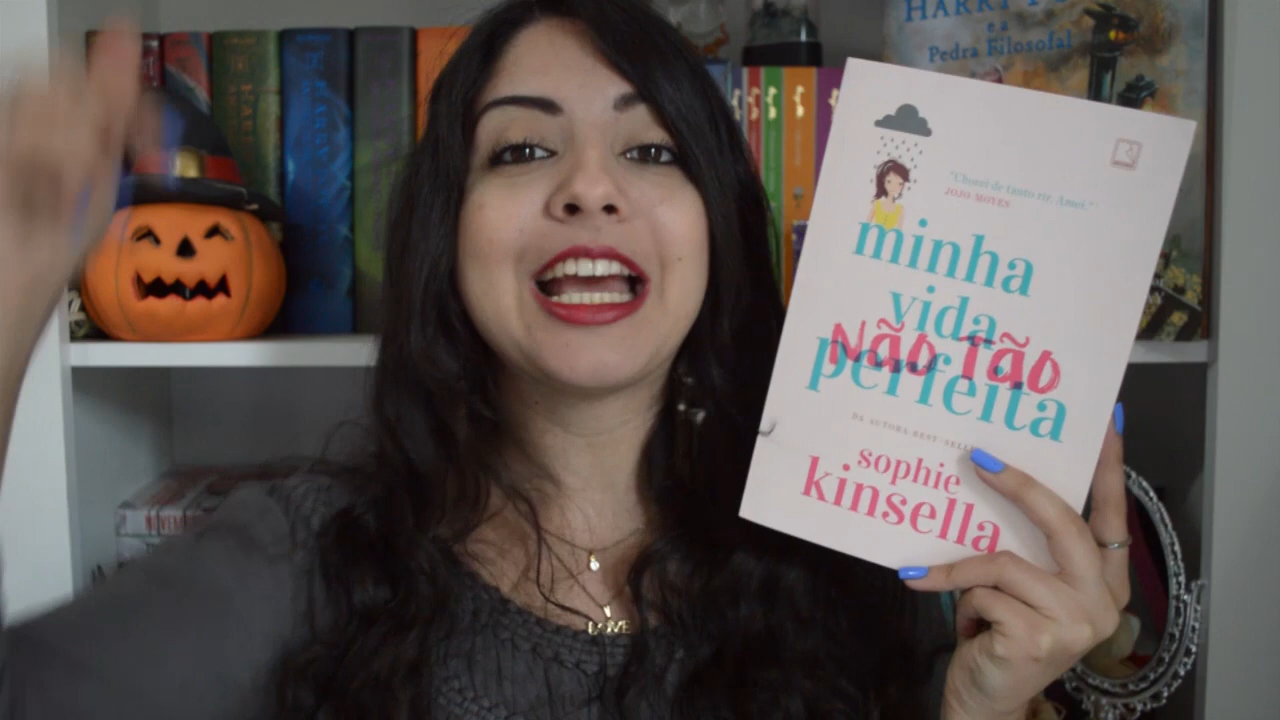 HARRY
e a
Pedra Filosofal
"Chorei de tanto rir. Amei."
JOJO MOYES
minha
vida
NÃO TÃO
perfeita
DA AUTORA BEST-SELLER
sophie
kinsella
LOVE